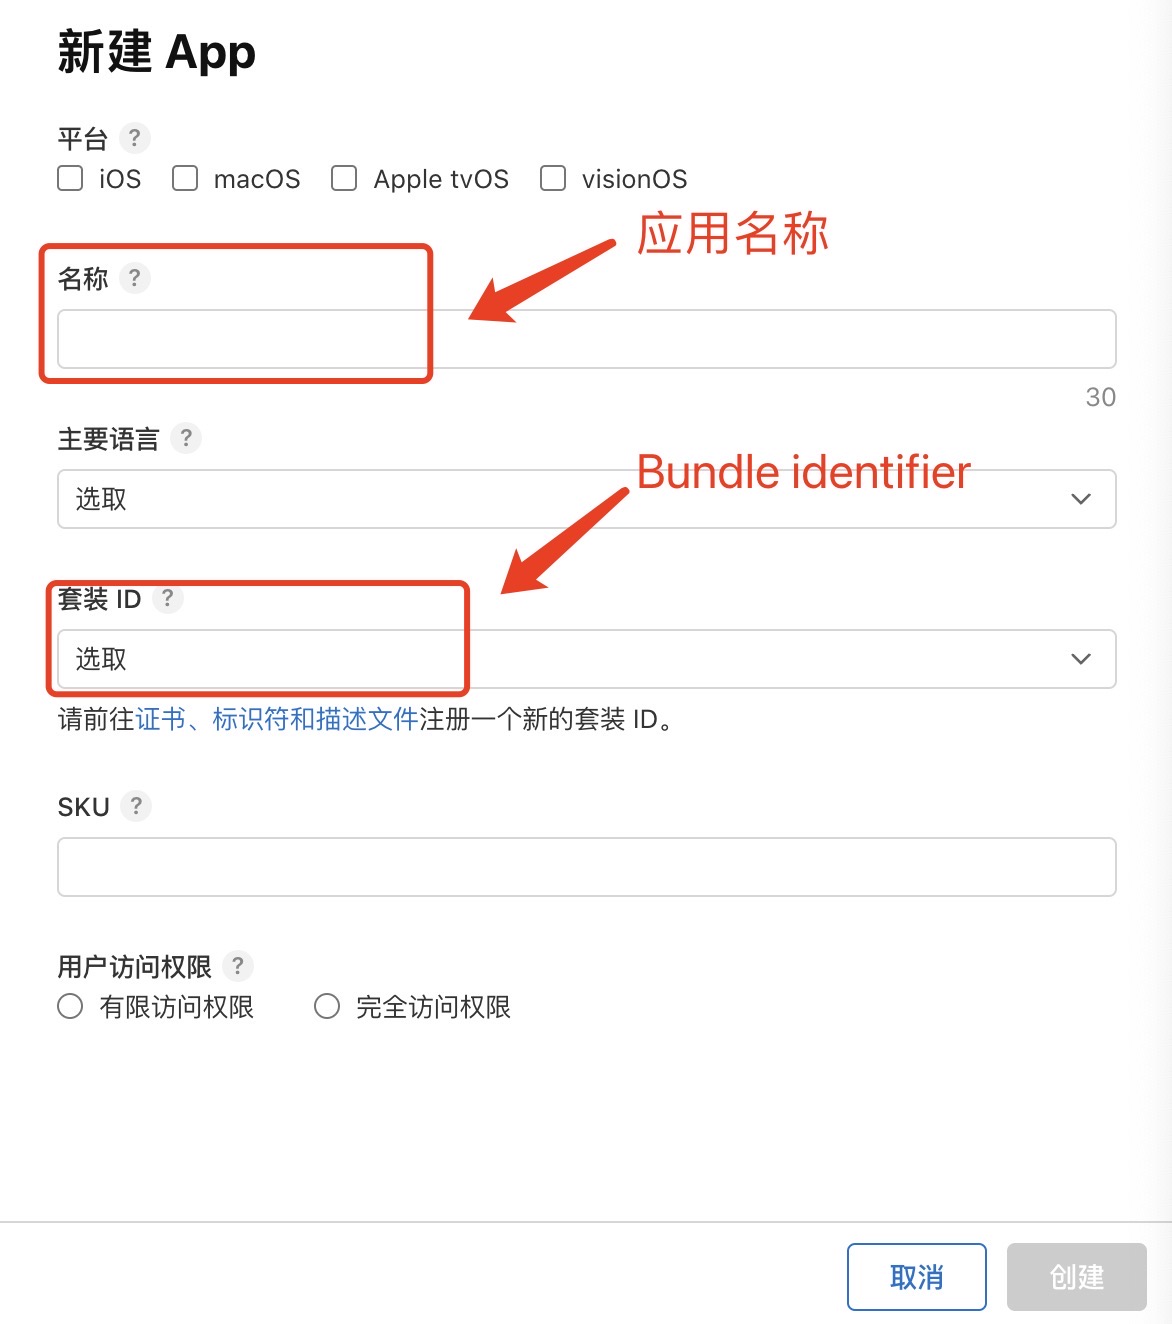 新建 App
平台 ?
iOS macOS Apple tvOS visionOS
应用名称
名称 ?
30
主要语言 ?
Bundle identifier
选取
套装 ID ?
选取
请前往证书、标识符和描述文件注册一个新的套装 ID。
SKU ?
用户访问权限 ?
有限访问权限 完全访问权限
取消 创建